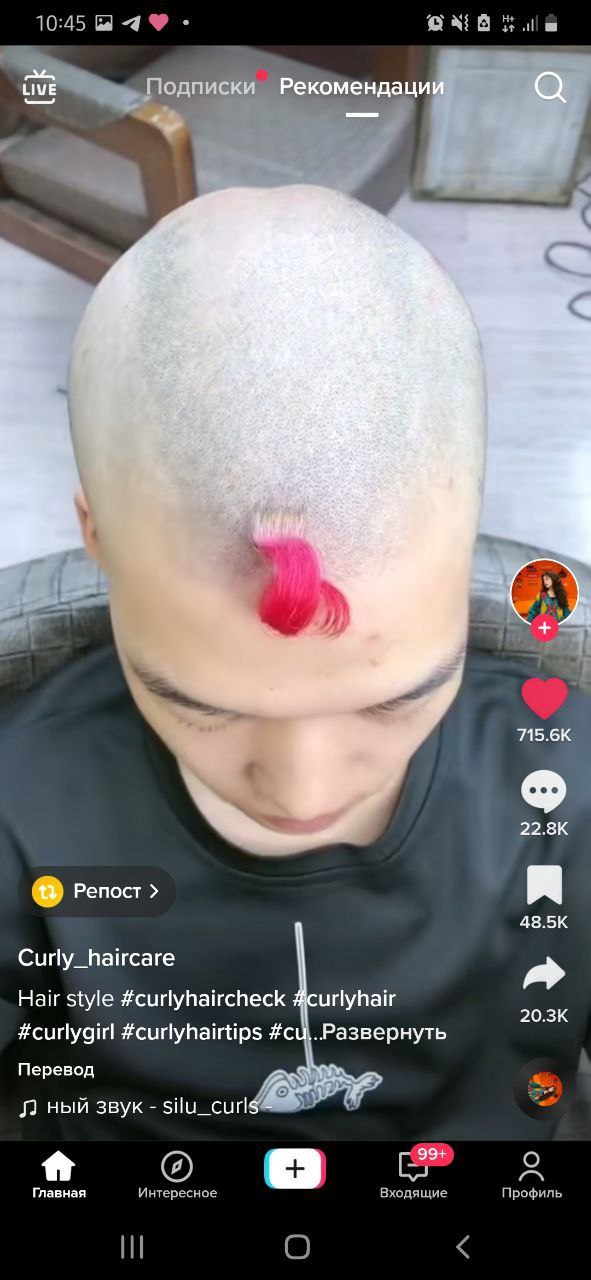 10:45
LIVE
Подписки Рекомендации
715.6K
22.8K
48.5K
20.3K
Репост
Curly_haircare
Hair style #curlyhaircheck #curlyhair
#curlygirl #curlyhairtips #cu...Развернуть
Перевод
ный звук - silu_curls -
99+
Главная Интересное Входящие Профиль